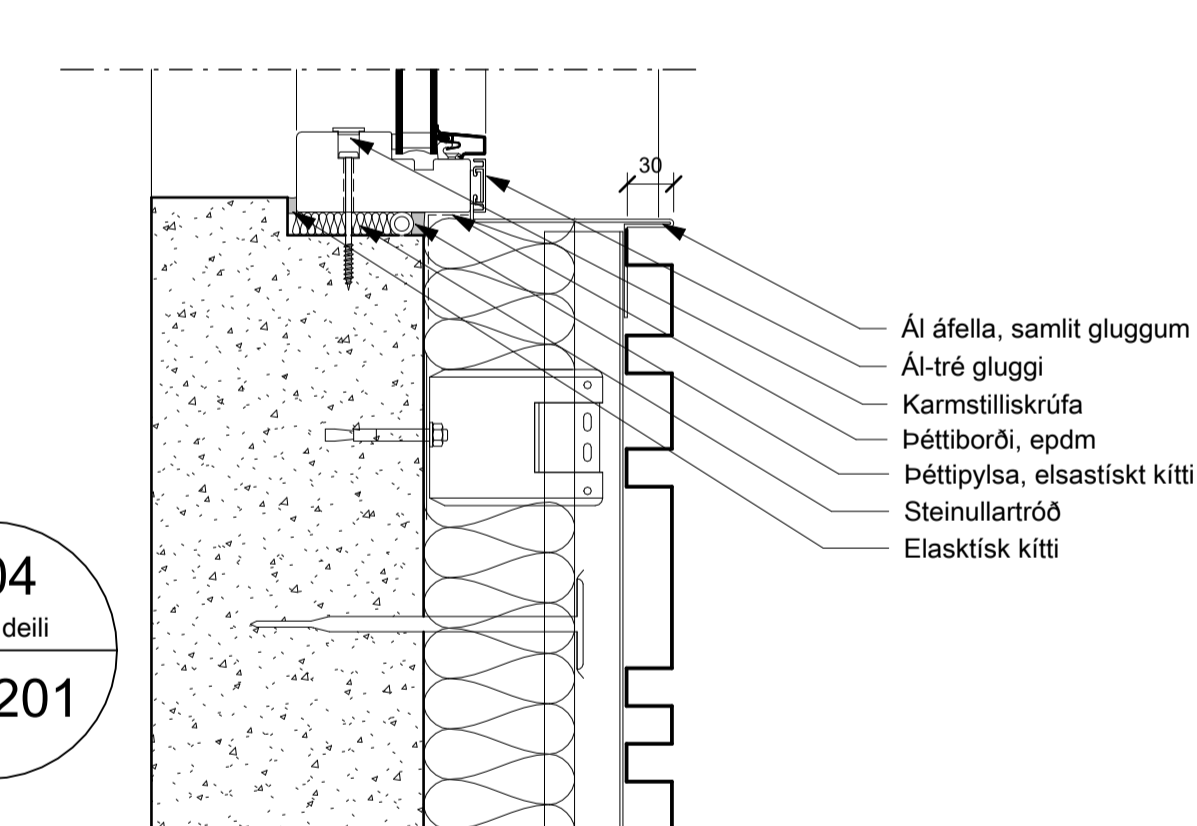 30
Ál áfella, samlit gluggum
Ál-tré gluggi
Karmstilliskrúfa
Þéttiborði, epdm
Þéttipylsa, elsastískt kítti
Steinullartróð
Elasktísk kítti
04
deili
201